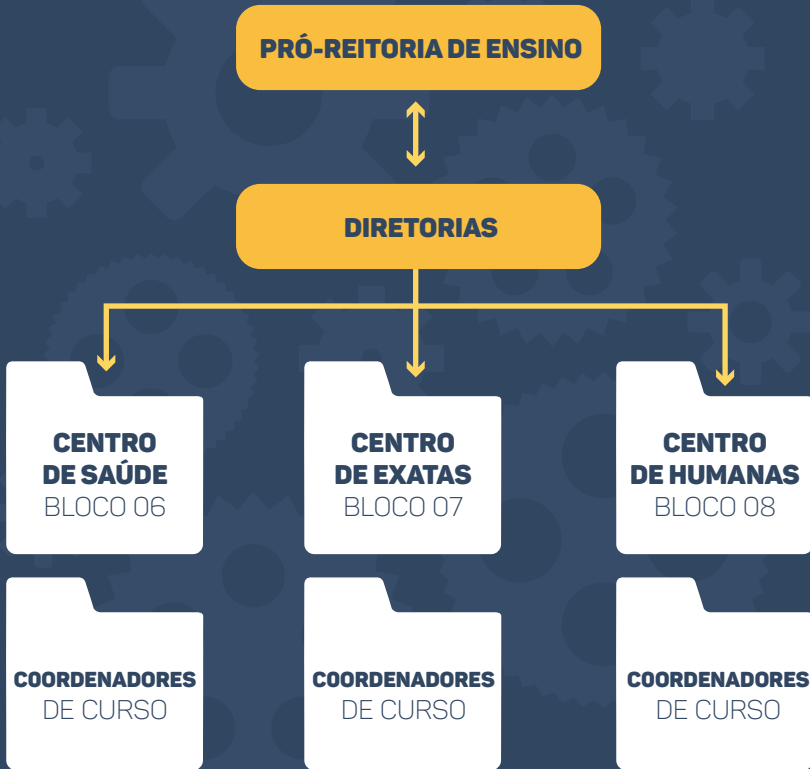 PRÓ-REITORIA DE ENSINO
DIRETORIAS
CENTRO
DE SAÚDE
BLOCO 06
CENTRO
DE EXATAS
BLOCO 07
CENTRO
DE HUMANAS
BLOCO 08
COORDENADORES
DE CURSO
COORDENADORES
DE CURSO
COORDENADORES
DE CURSO